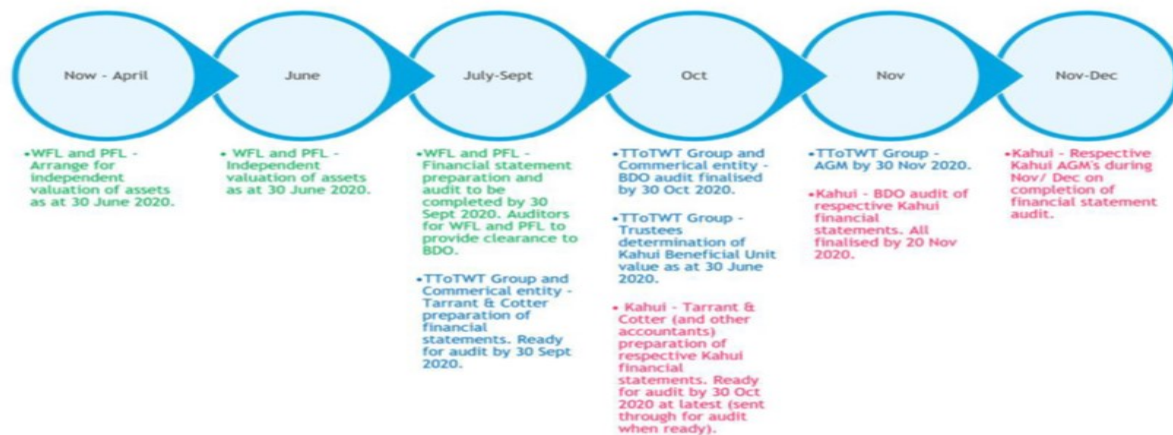 Now - April
June
July-Sept
Oct
Nov
Nov-Dec
•WFL and PFL -
Arrange for
independent
valuation of assets
as at 30 June 2020.
• WFL and PFL -
Independent
valuation of assets
as at 30 June 2020.
•WFL and PFL -
Financial statement
preparation and
audit to be
completed by 30
Sept 2020. Auditors
for WFL and PFL to
provide clearance to
BDO.
•TToTWT Group and
Commerical entity -
Tarrant & Cotter
preparation of
financial
statements. Ready
for audit by 30 Sept
2020.
•TToTWT Group and
Commerical entity -
BDO audit finalised
by 30 Oct 2020.
•TToTWT Group -
Trustees
determination of
Kahui Beneficial Unit
value as at 30 June
2020.
• Kahui - Tarrant &
Cotter (and other
accountants)
preparation of
respective Kahui
financial
statements. Ready
for audit by 30 Oct
2020 at latest (sent
through for audit
when ready).
•TToTWT Group -
AGM by 30 Nov 2020.
•Kahui - BDO audit of
respective Kahui
financial
statements. All
finalised by 20 Nov
2020.
•Kahui - Respective
Kahui AGM's during
Nov/ Dec on
completion of
financial statement
audit.